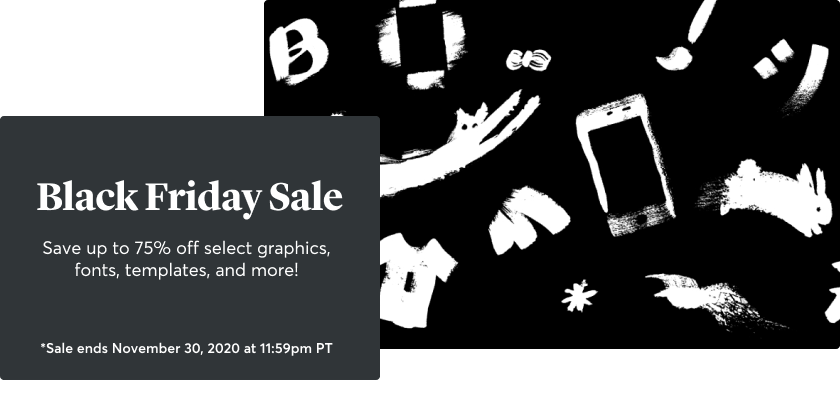 B
Black Friday Sale
Save up to 75% off select graphics,
fonts, templates, and more!
*Sale ends November 30, 2020 at 11:59pm PT